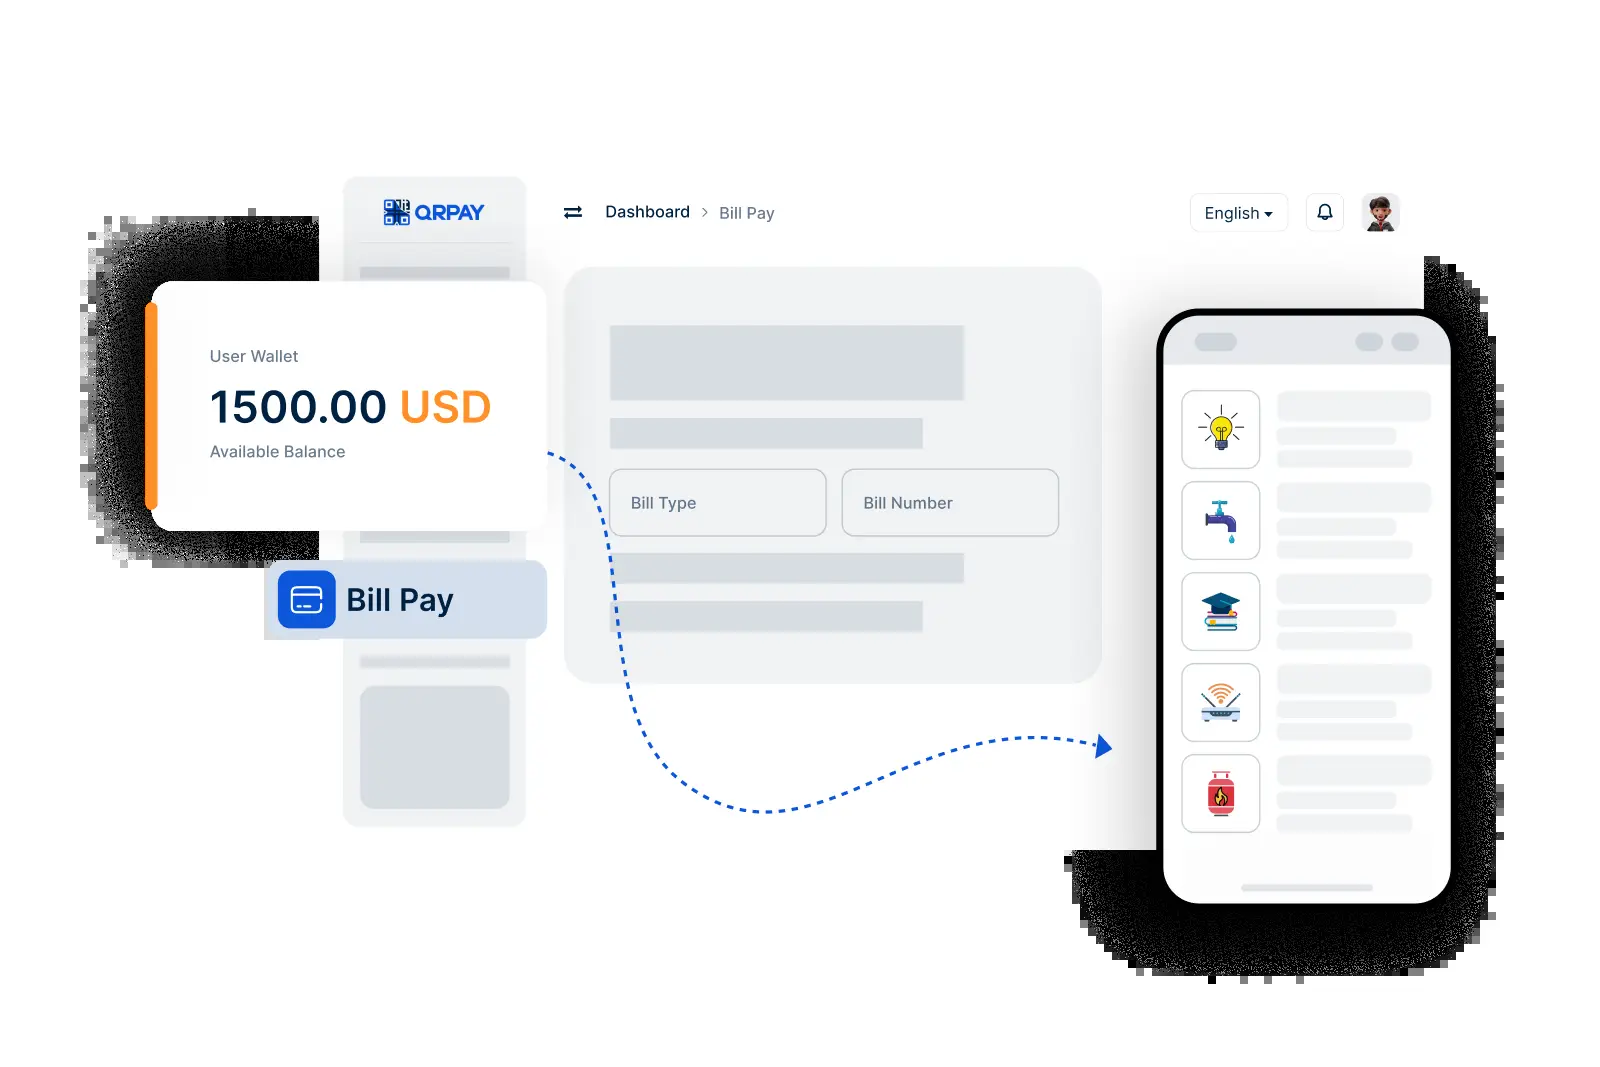 QRPAY
Dashboard > Bill Pay
English
User Wallet
1500.00 USD
Available Balance
Bill Type
Bill Number
Bill Pay